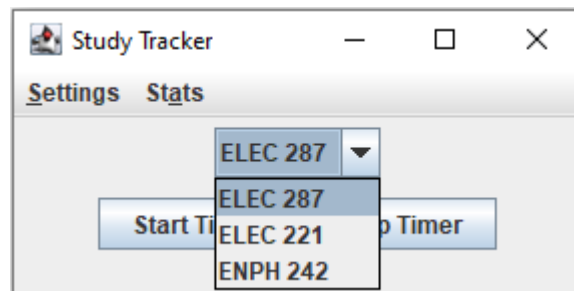 Study Tracker
Settings Stats
ELEC 287
ELEC 287
Start Ti p Timer
ELEC 221
ENPH 242